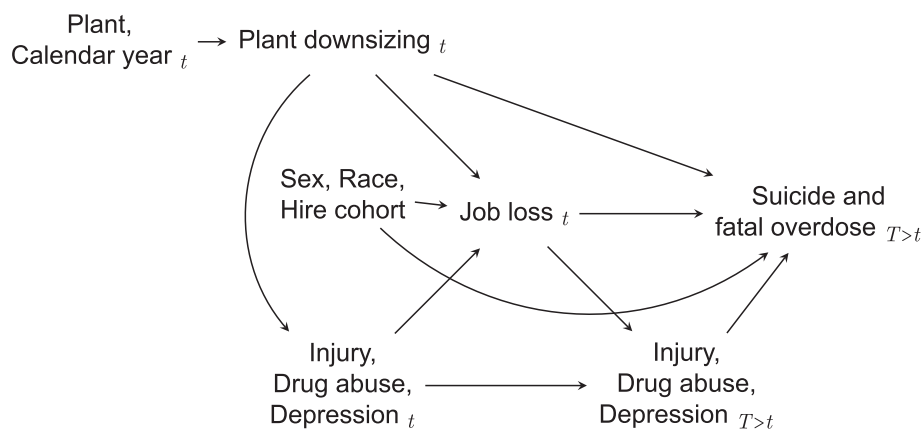 Plant,
Calendar year t
Plant downsizing t
Sex, Race,
Hire cohort
Job loss t
Suicide and
fatal overdose T>t
Injury,
Drug abuse,
Depression t
Injury,
Drug abuse,
Depression T>t